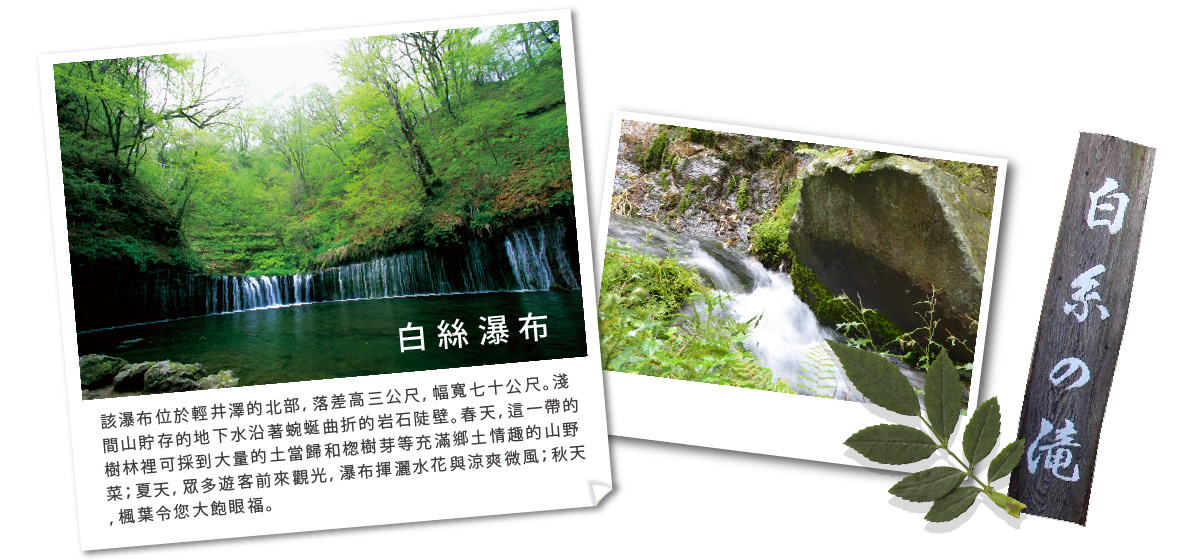 白絲瀑布
該瀑布位於輕井澤的北部,落差高三公尺,幅寬七十公尺。淺
間山貯存的地下水沿著蜿蜒曲折的岩石陡壁。春天,這一帶的
樹林裡可採到大量的土當歸和楤樹芽等充滿鄉土情趣的山野
菜;夏天,眾多遊客前來觀光,瀑布揮灑水花與涼爽微風;秋天
,楓葉令您大飽眼福。
白糸の滝